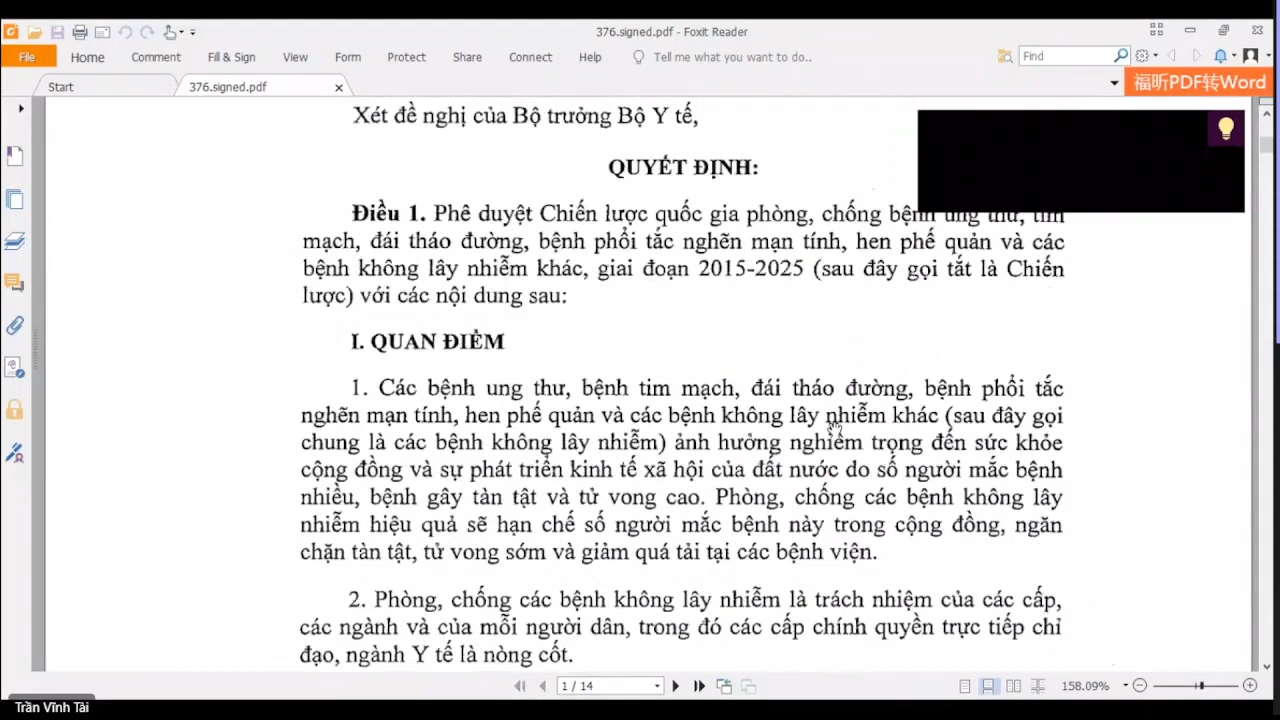 376.signed.pdf - Foxit Reader
File Home Comment Fill & Sign View Form Protect Share Connect Help Tell me what you want to do.. Find
Start 376.signed.pdf
福昕PDF转Word
Xét đề nghị của Bộ trưởng Bộ Y tế,
QUYẾT ĐỊNH:
Điều 1. Phê duyệt Chiến lược quốc gia phòng, chống bệnh ung thư, tim
mạch, đái tháo đường, bệnh phổi tắc nghẽn mạn tính, hen phế quản và các
bệnh không lây nhiễm khác, giai đoạn 2015-2025 (sau đây gọi tắt là Chiến
lược) với các nội dung sau:
I. QUAN ĐIỂM
1. Các bệnh ung thư, bệnh tim mạch, đái tháo đường, bệnh phổi tắc
nghẽn mạn tính, hen phế quản và các bệnh không lây nhiễm khác (sau đây gọi
chung là các bệnh không lây nhiễm) ảnh hưởng nghiêm trọng đến sức khỏe
cộng đồng và sự phát triển kinh tế xã hội của đất nước do số người mắc bệnh
nhiều, bệnh gây tàn tật và tử vong cao. Phòng, chống các bệnh không lây
nhiễm hiệu quả sẽ hạn chế số người mắc bệnh này trong cộng đồng, ngăn
chặn tàn tật, tử vong sớm và giảm quá tải tại các bệnh viện.
2. Phòng, chống các bệnh không lây nhiễm là trách nhiệm của các cấp,
các ngành và của mỗi người dân, trong đó các cấp chính quyền trực tiếp chỉ
đạo, ngành Y tế là nòng cốt.
1 / 14 158.09%
Trần Vĩnh Tài